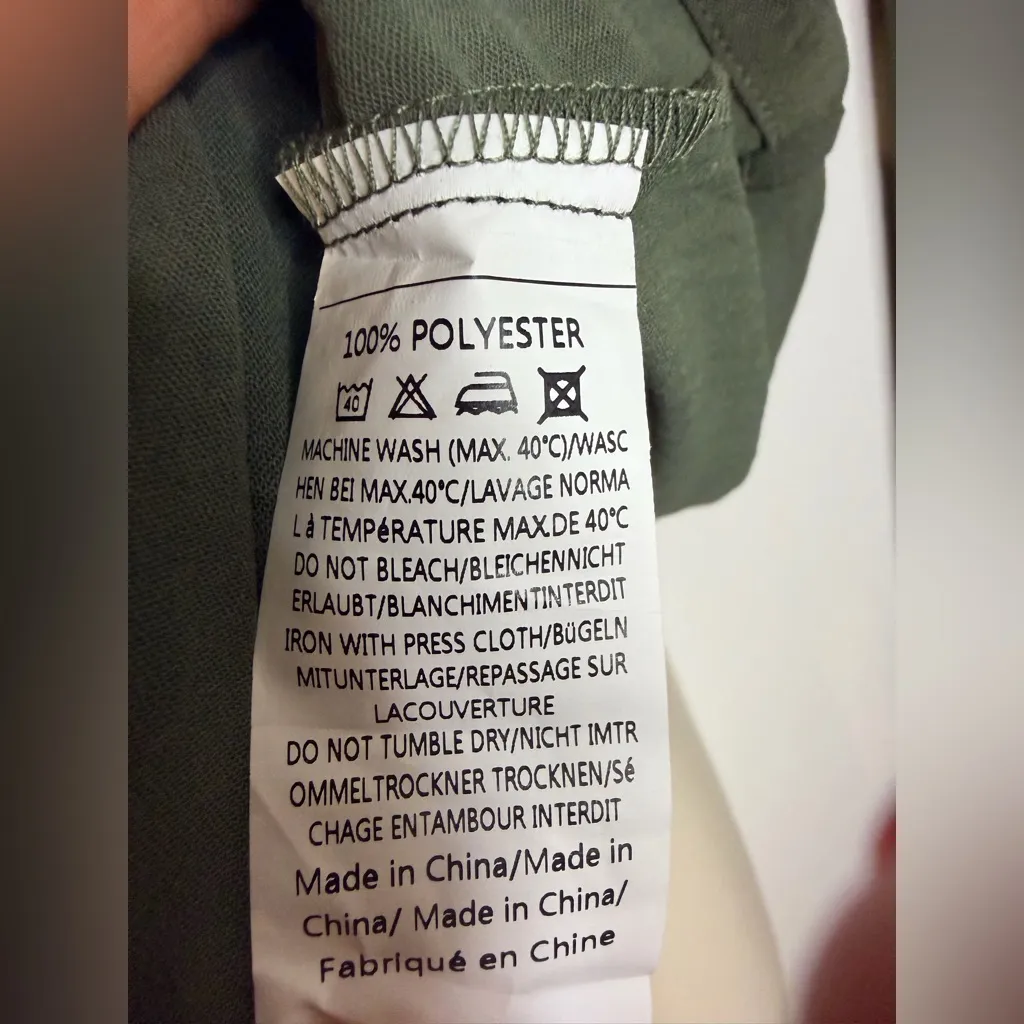 100% POLYESTER
40
MACHINE WASH (MAX. 40°C)/WASC
HEN BEI MAX.40°C/LAVAGE NORMA
L à TEMPéRATURE MAX.DE 40°C
DO NOT BLEACH/BLEICHENNICHT
ERLAUBT/BLANCHIMENTINTERDIT
IRON WITH PRESS CLOTH/BüGELN
MITUNTERLAGE/REPASSAGE SUR
LACOUVERTURE
DO NOT TUMBLE DRY/NICHT IMTR
OMMELTROCKNER TROCKNEN/Sé
CHAGE ENTAMBOUR INTERDIT
Made in China/Made in
China/ Made in China/
Fabriqué en Chine